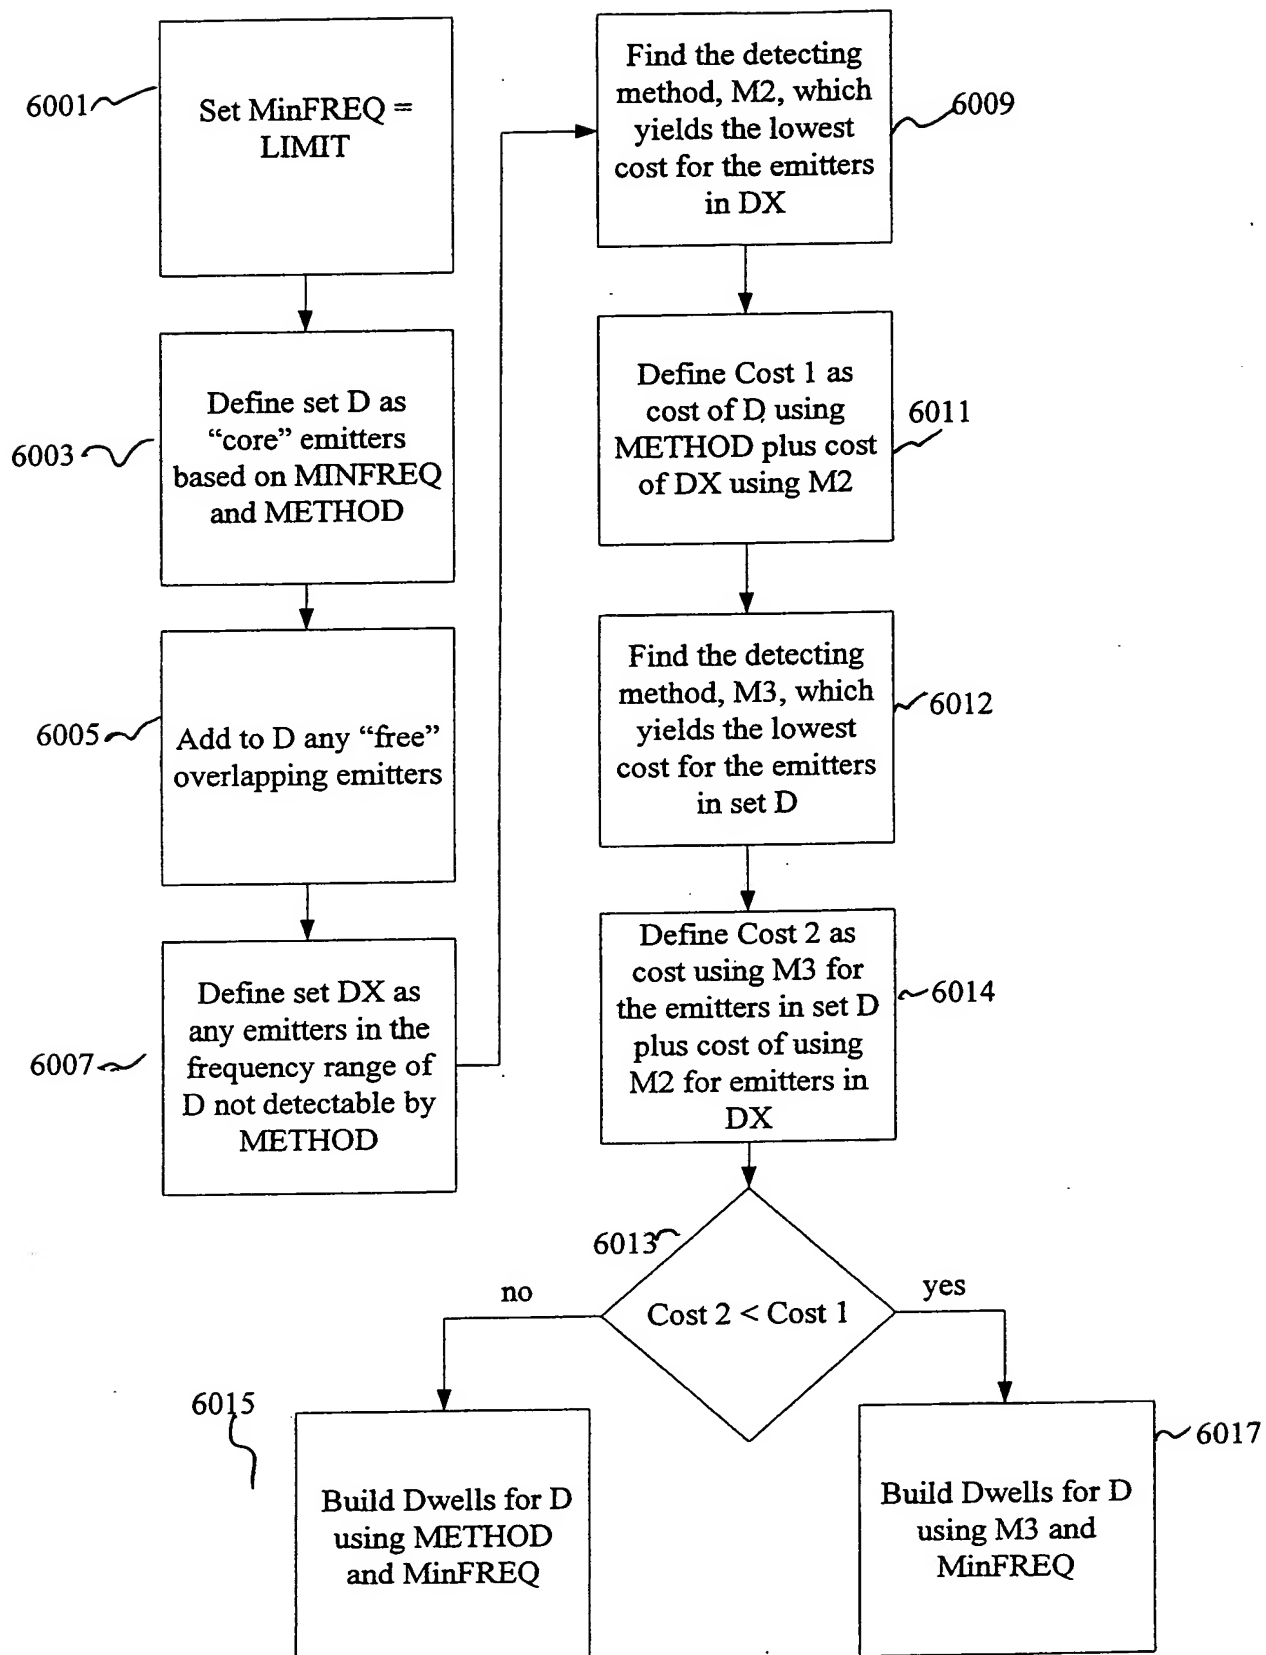 6001
Set MinFREQ =
LIMIT
6003
Define set D as
“core” emitters
based on MINFREQ
and METHOD
6005
Add to D any “free”
overlapping emitters
6007
Define set DX as
any emitters in the
frequency range of
D not detectable by
METHOD
Find the detecting
method, M2, which
yields the lowest
cost for the emitters
in DX
6009
Define Cost 1 as
cost of D using
METHOD plus cost
of DX using M2
6011
Find the detecting
method, M3, which
yields the lowest
cost for the emitters
in set D
6012
Define Cost 2 as
cost using M3 for
the emitters in set D
plus cost of using
M2 for emitters in
DX
6014
6013
Cost 2 < Cost 1
no
yes
6015
Build Dwells for D
using METHOD
and MinFREQ
Build Dwells for D
using M3 and
MinFREQ
6017